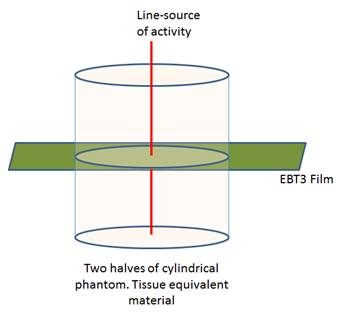 Line-source
of activity
EBT3 Film
Two halves of cylindrical
phantom. Tissue equivalent
material